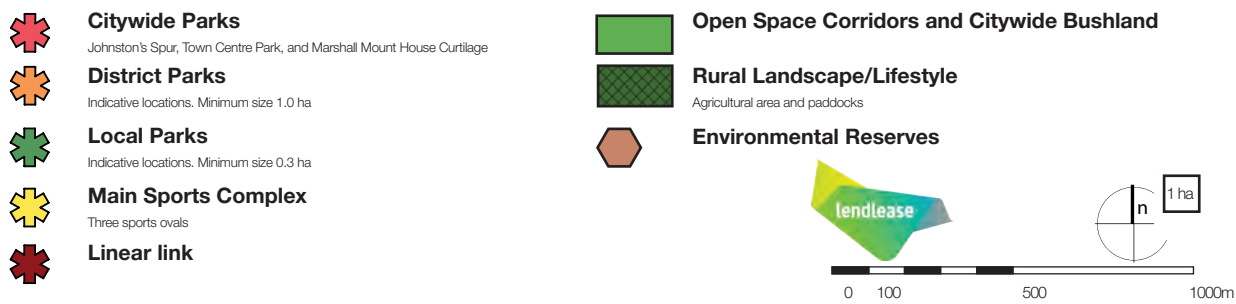 Citywide Parks
Johnston's Spur, Town Centre Park, and Marshall Mount House Curtilage
District Parks
Indicative locations. Minimum size 1.0 ha
Local Parks
Indicative locations. Minimum size 0.3 ha
Main Sports Complex
Three sports ovals
Linear link
Open Space Corridors and Citywide Bushland
Rural Landscape/Lifestyle
Agricultural area and paddocks
Environmental Reserves
lendlease
n
1 ha
0 100 500 1000m